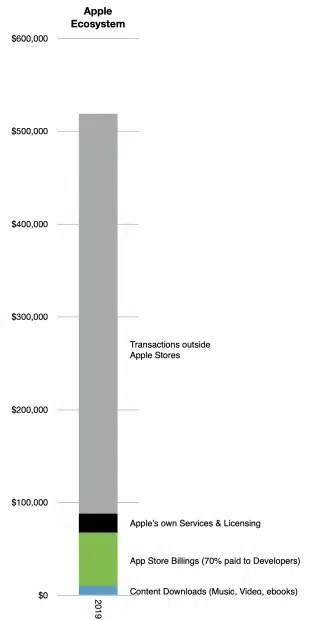 Apple
Ecosystem
$600,000
$500,000
$400,000
$300,000
Transactions outside
Apple Stores
$200,000
$100,000
Apple's own Services & Licensing
App Store Billings (70% paid to Developers)
Content Downloads (Music, Video, ebooks)
$0
2019